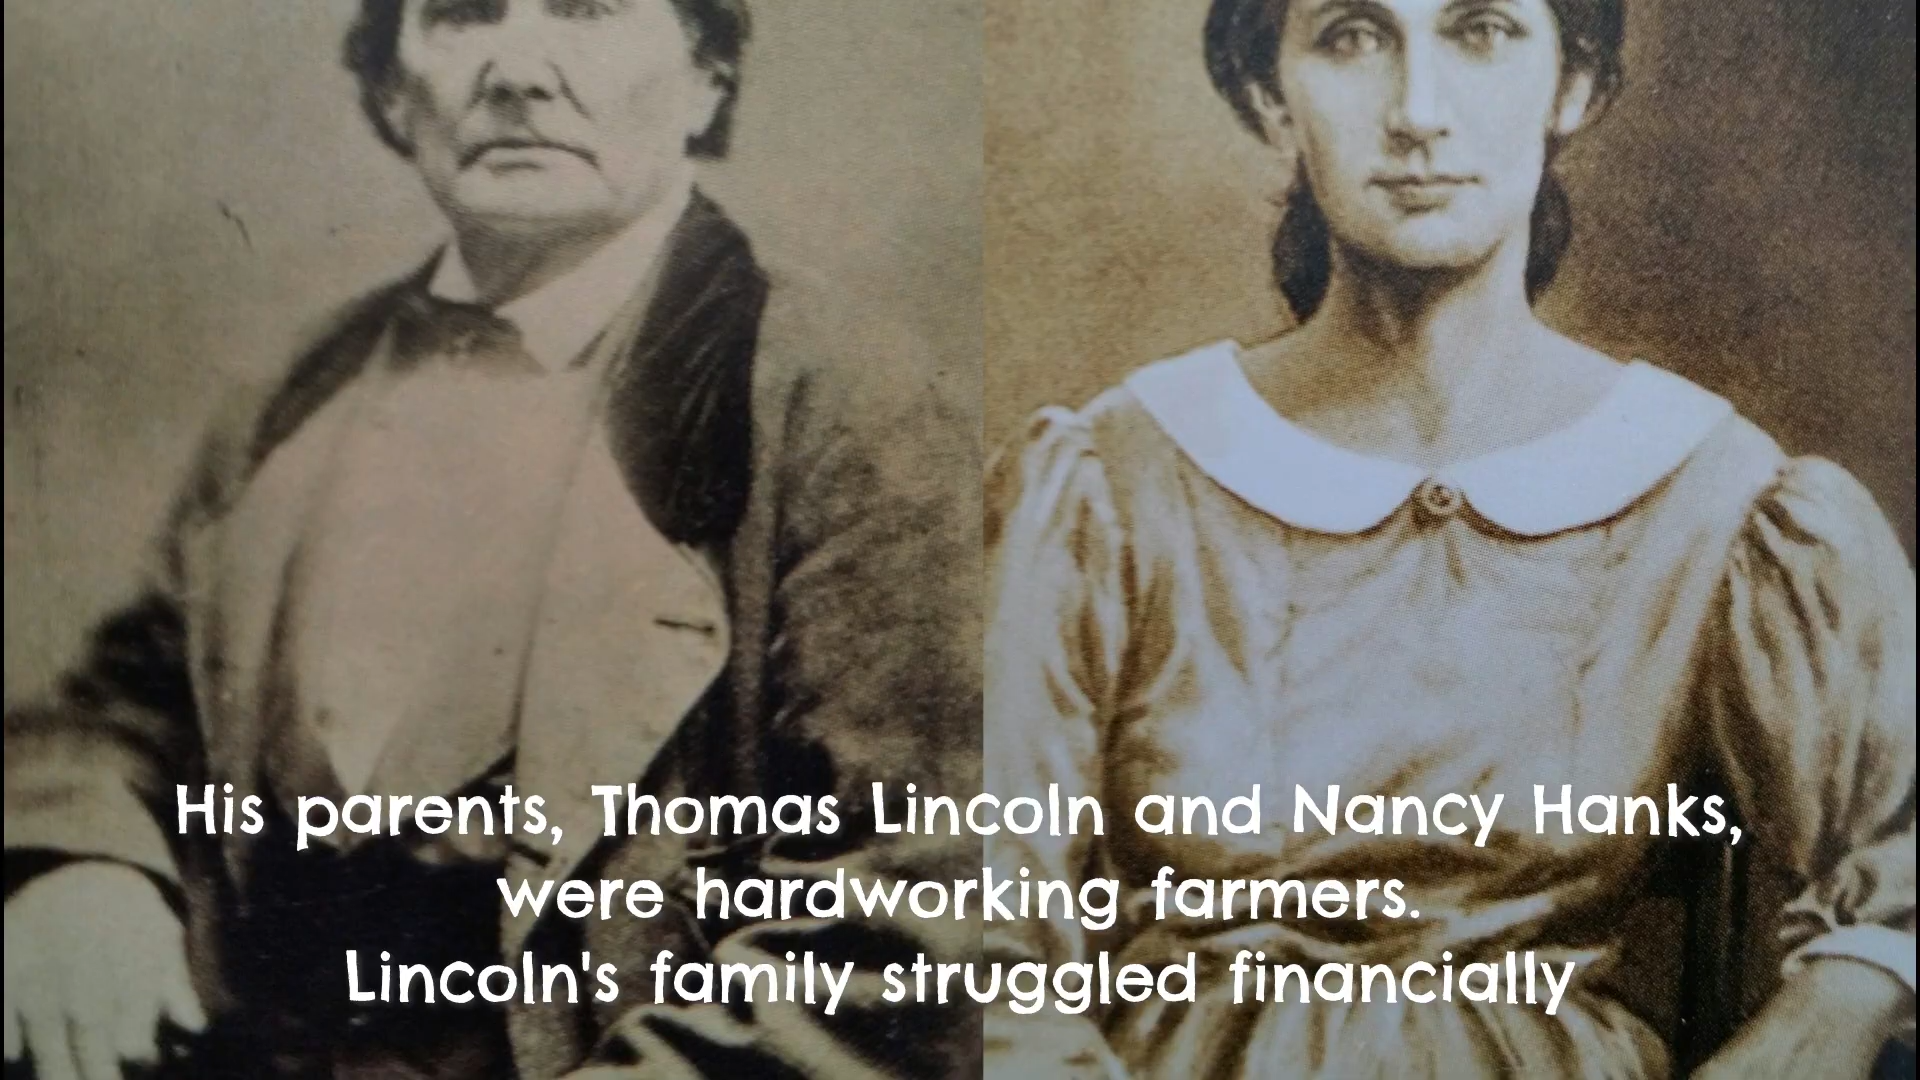 His parents, Thomas Lincoln and Nancy Hanks,
were hardworking farmers.
Lincoln's family struggled financially